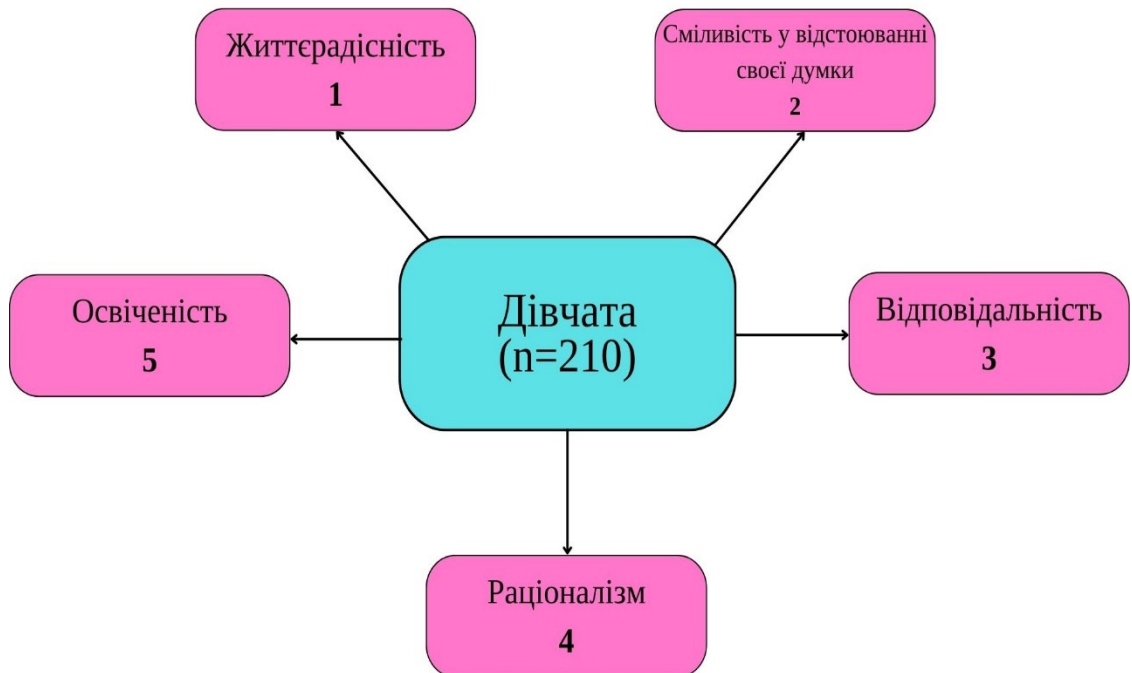 Життєрадісність
1
Сміливість у відстоюванні
своєї думки
2
Освіченість
5
Дівчата
(n=210)
Відповідальність
3
Раціоналізм
4